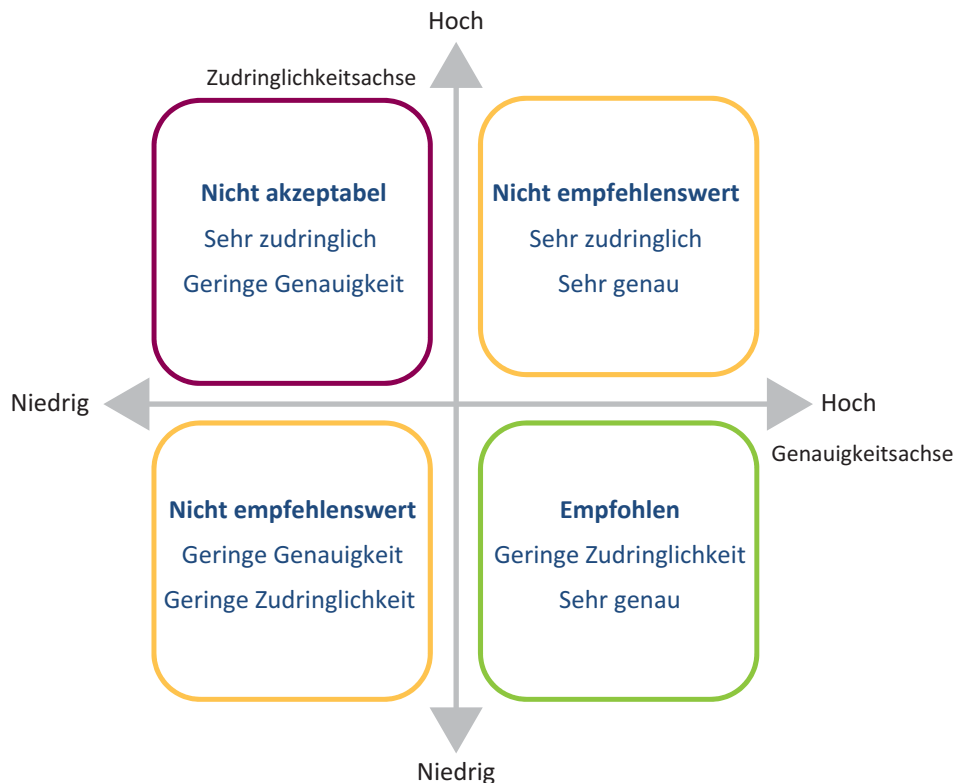 Hoch
Zudringlichkeitsachse
Nicht akzeptabel
Sehr zudringlich
Geringe Genauigkeit
Nicht empfehlenswert
Sehr zudringlich
Sehr genau
Niedrig
Hoch
Genauigkeitsachse
Nicht empfehlenswert
Geringe Genauigkeit
Geringe Zudringlichkeit
Empfohlen
Geringe Zudringlichkeit
Sehr genau
Niedrig